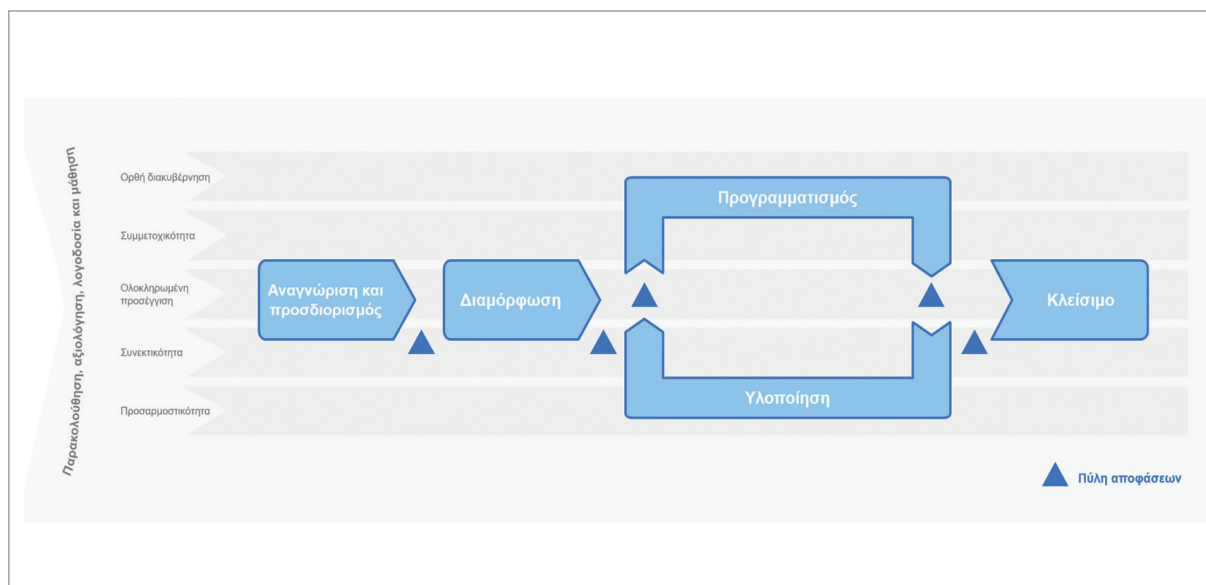 Παρακολούθηση, αξιολόγηση, λογοδοσία και μάθηση
Ορθή διακυβέρνηση
Συμμετοχικότητα
Ολοκληρωμένη
προσέγγιση
Συνεκτικότητα
Προσαρμοστικότητα
Αναγνώριση και
προσδιορισμός
Διαμόρφωση
Προγραμματισμός
Υλοποίηση
Κλείσιμο
Πύλη αποφάσεων